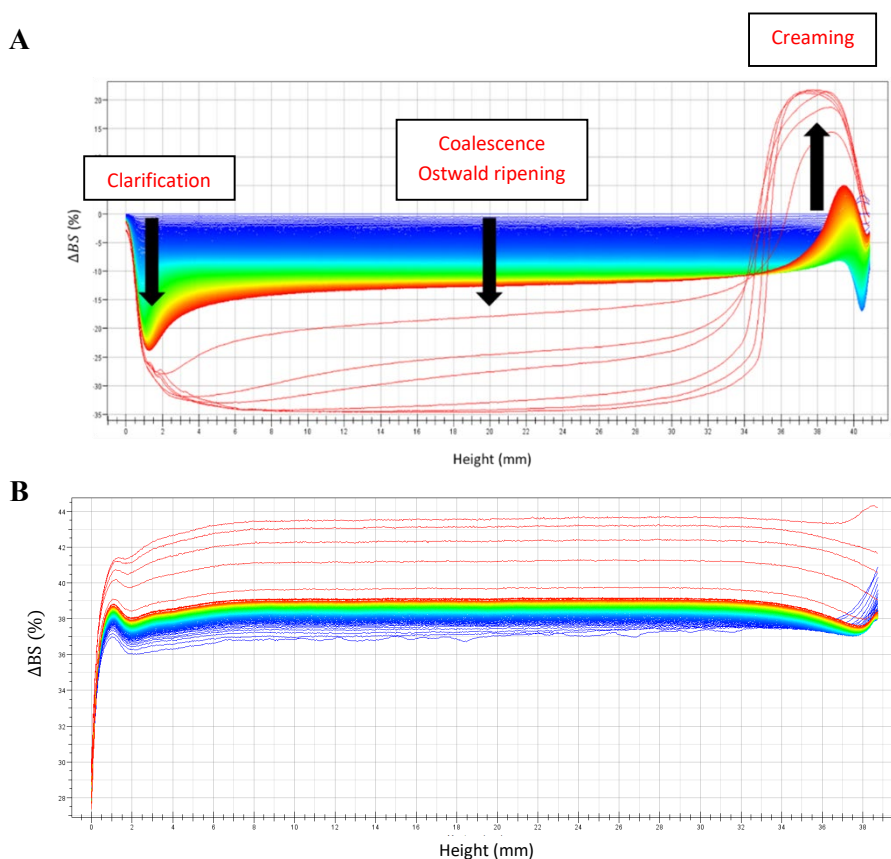 A
Creaming
Coalescence
Ostwald ripening
Clarification
ΔBS (%)
20
15
0
-5
-10
-15
-20
-25
-30
-35
0 2 4 6 8 10 12 14 16 18 20 22 24 26 28 30 32 34 36 38 40
Height (mm)
B
ΔBS (%)
44
42
40
38
36
34
32
30
28
0 2 4 6 8 10 12 14 16 18 20 22 24 26 28 30 32 34 36 38
Height (mm)